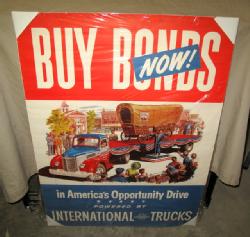 BUY BONDS
NOW!
in America's Opportunity Drive
POWERED BY
INTERNATIONAL TRUCKS